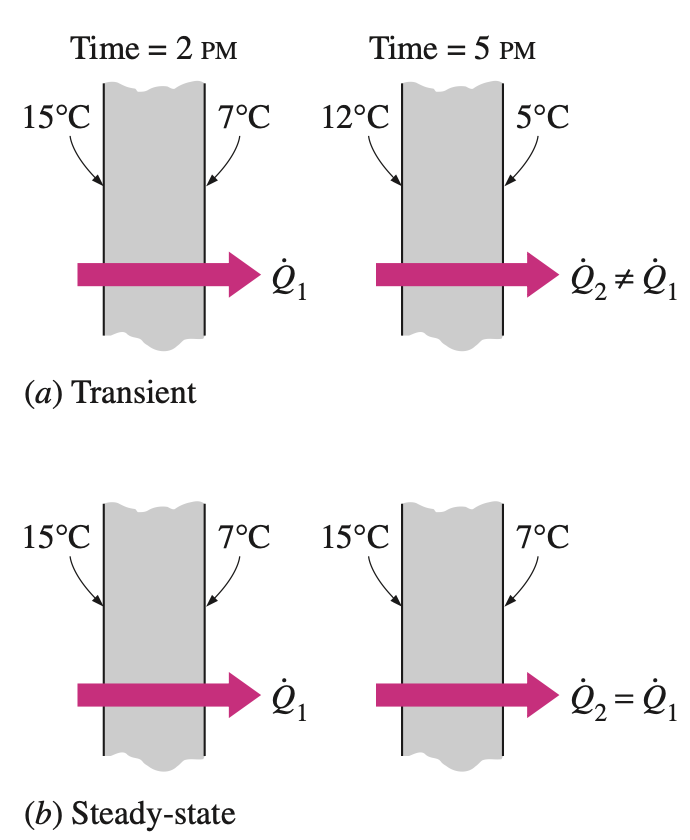 Time = 2 PM Time = 5 PM
15°C 7°C 12°C 5°C
Q̇₁ Q̇₂ ≠ Q̇₁
(a) Transient
15°C 7°C 15°C 7°C
Q̇₁ Q̇₂ = Q̇₁
(b) Steady-state